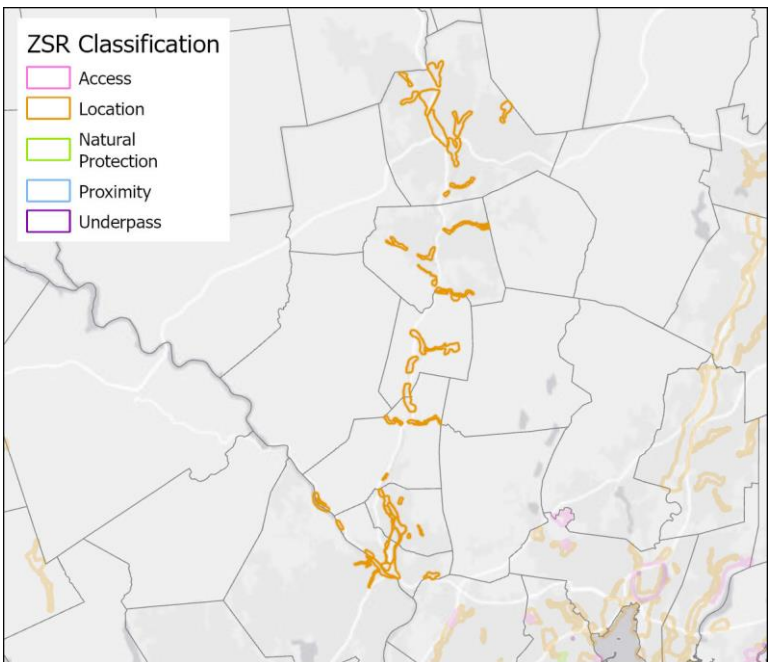 ZSR Classification
Access
Location
Natural
Protection
Proximity
Underpass